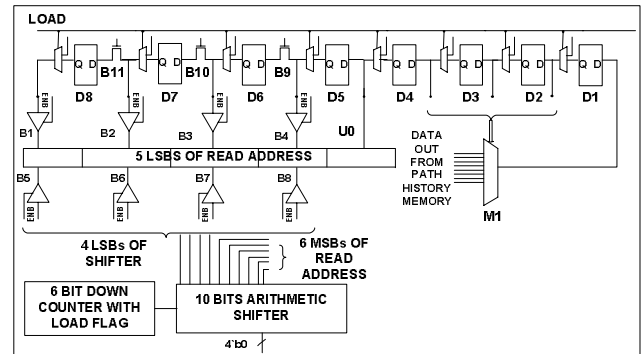 LOAD
Q D Q D Q D Q D Q D Q D Q D Q D
B11 B10 B9
D8 D7 D6 D5 D4 D3 D2 D1
ENB ENB ENB ENB
B1 B2 B3 B4 U0
5 LSBS OF READ ADDRESS
DATA
OUT
FROM
PATH
HISTORY
MEMORY
M1
B5 B6 B7 B8
ENB ENB ENB ENB
4 LSBs OF
SHIFTER
6 MSBs OF
READ
ADDRESS
6 BIT DOWN
COUNTER WITH
LOAD FLAG
10 BITS ARITHMETIC
SHIFTER
4`b0